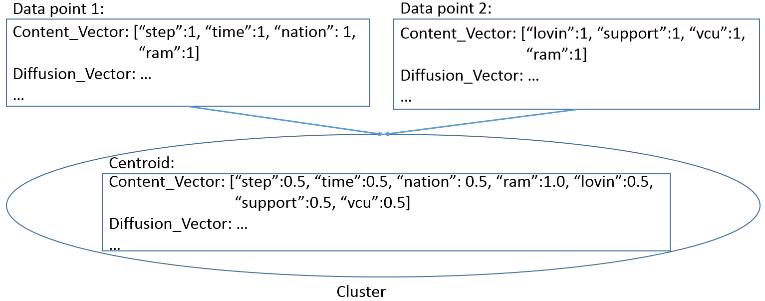 Data point 1:
Content_Vector: [“step”:1, “time”:1, “nation”: 1,
“ram”:1]
Diffusion_Vector: ...
...
Data point 2:
Content_Vector: [“lovin”:1, “support”:1, “vcu”:1,
“ram”:1]
Diffusion_Vector: ...
...
Centroid:
Content_Vector: [“step”:0.5, “time”:0.5, “nation”: 0.5, “ram”:1.0, “lovin”:0.5,
“support”:0.5, “vcu”:0.5]
Diffusion_Vector: ...
...
Cluster